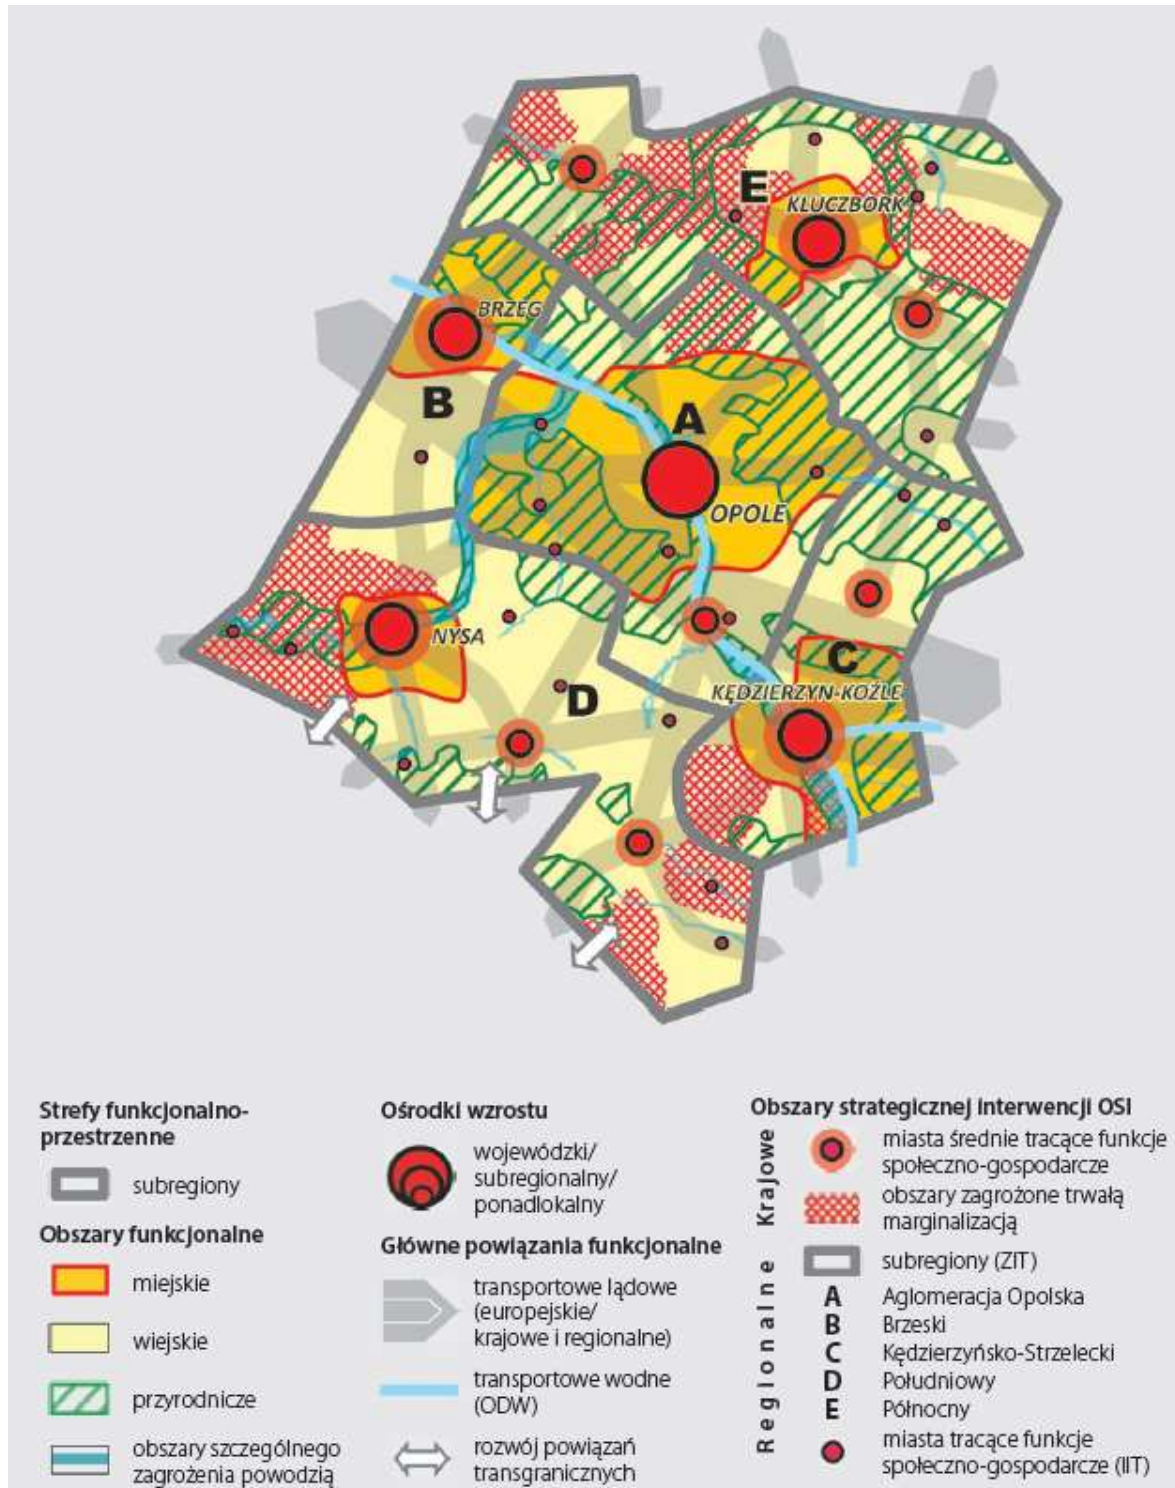 E
KLUCZBORK
BRZEG
B
A
OPOLE
NYSA
C
D
KĘDZIERZYN-KOŹLE
Strefy funkcjonalno-
przestrzenne
subregiony
Obszary funkcjonalne
miejskie
wiejskie
przyrodnicze
obszary szczególnego
zagrożenia powodzią
Ośrodki wzrostu
wojewódzki/
subregionalny/
ponadlokalny
Główne powiązania funkcjonalne
transportowe lądowe
(europejskie/
krajowe i regionalne)
transportowe wodne
(ODW)
rozwój powiązań
transgranicznych
Obszary strategicznej interwencji OSI
Krajowe
miasta średnie tracące funkcje
społeczno-gospodarcze
obszary zagrożone trwałą
marginalizacją
Regionalne
subregiony (ZIT)
A Aglomeracja Opolska
B Brzeski
C Kędzierzyńsko-Strzelecki
D Południowy
E Północny
miasta tracące funkcje
społeczno-gospodarcze (IIT)